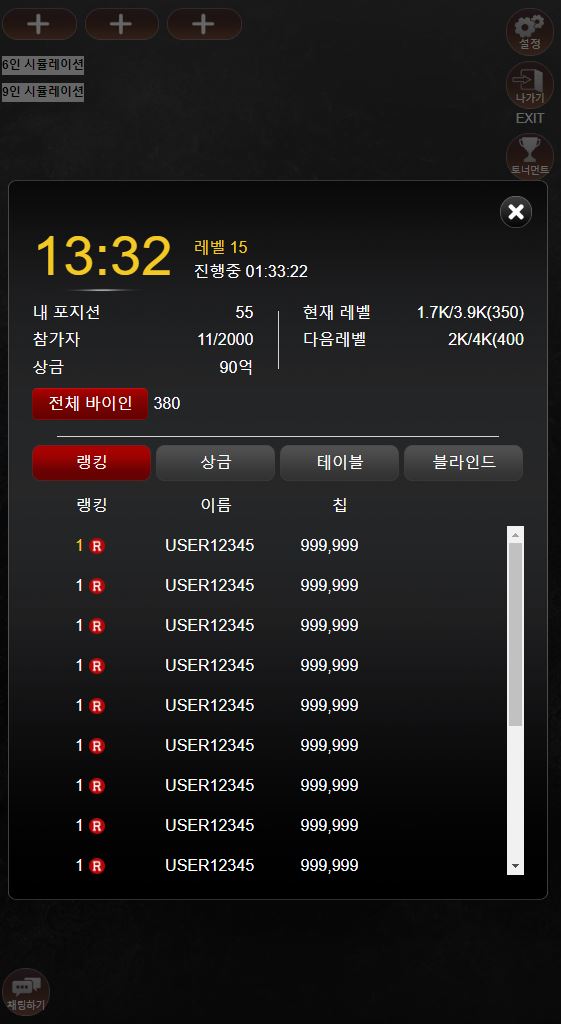 설정
6인 시뮬레이션
9인 시뮬레이션
나가기
EXIT
토너먼트
13:32
레벨 15
진행중 01:33:22
내 포지션 55
현재 레벨 1.7K/3.9K(350)
참가자 11/2000
다음레벨 2K/4K(400
상금 90억
전체 바이인 380
랭킹 상금 테이블 블라인드
랭킹 이름 칩
1 R USER12345 999,999
1 R USER12345 999,999
1 R USER12345 999,999
1 R USER12345 999,999
1 R USER12345 999,999
1 R USER12345 999,999
1 R USER12345 999,999
1 R USER12345 999,999
1 R USER12345 999,999
채팅하기